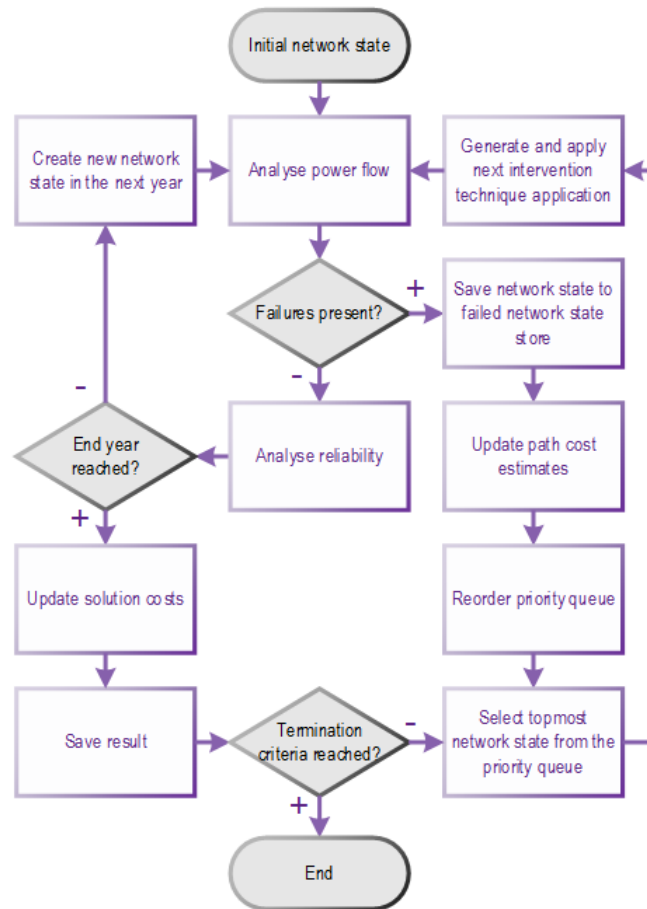 Initial network state
Create new network
state in the next year
Analyse power flow
Generate and apply
next intervention
technique application
Failures present?
+
-
Save network state to
failed network state
store
-
End year
reached?
+
Analyse reliability
Update path cost
estimates
Update solution costs
Reorder priority queue
Save result
Termination
criteria reached?
-
+
Select topmost
network state from the
priority queue
End